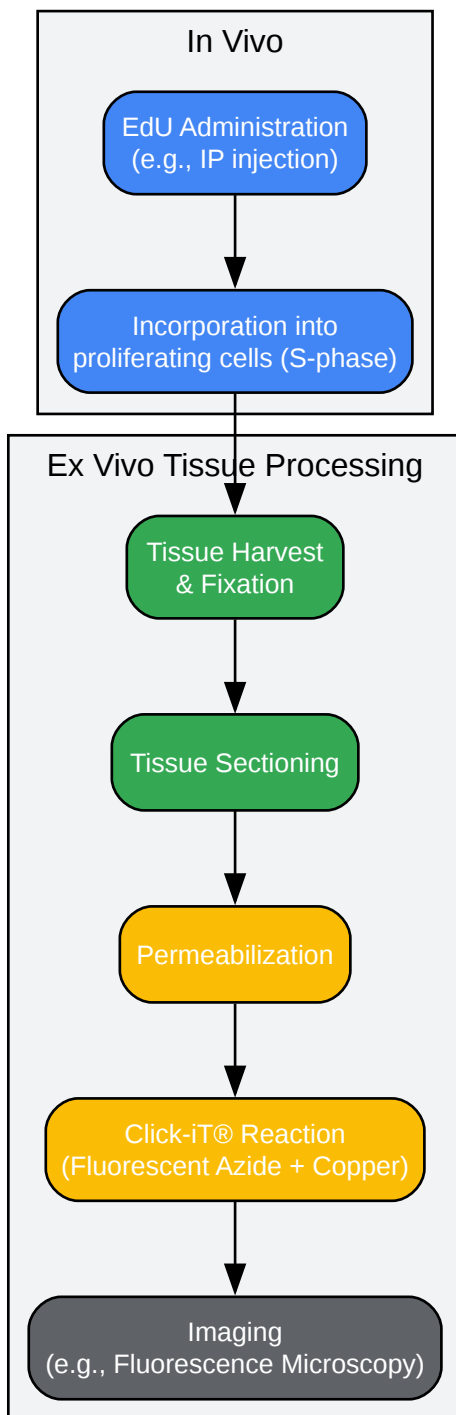 In Vivo
EdU Administration
(e.g., IP injection)
Incorporation into
proliferating cells (S-phase)
Ex Vivo Tissue Processing
Tissue Harvest
& Fixation
Tissue Sectioning
Permeabilization
Click-iT® Reaction
(Fluorescent Azide + Copper)
Imaging
(e.g., Fluorescence Microscopy)